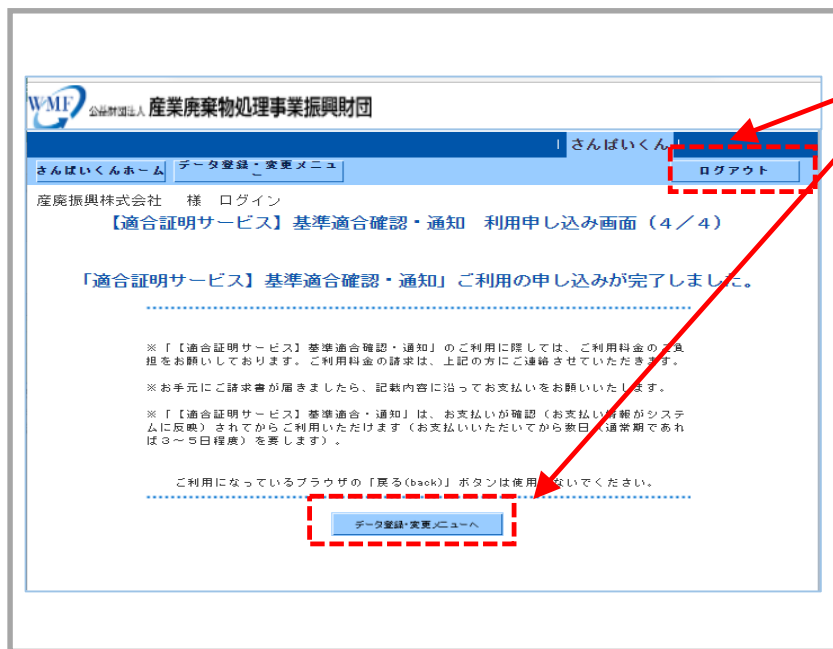 WMF 公益財団法人 産業廃棄物処理事業振興財団
| さんぱいくん |
さんぱいくんホーム データ登録・変更メニュー ログアウト
産廃振興株式会社 様 ログイン
【適合証明サービス】基準適合確認・通知 利用申し込み画面(4/4)
「適合証明サービス】基準適合確認・通知」ご利用の申し込みが完了しました。
※「【適合証明サービス】基準適合確認・通知」のご利用に際しては、ご利用料金のご負
担をお願いしております。ご利用料金の請求は、上記の方にご連絡させていただきます。
※お手元にご請求書が届きましたら、記載内容に沿ってお支払いをお願いいたします。
※「【適合証明サービス】基準適合・通知」は、お支払いが確認(お支払い情報がシステ
ムに反映)されてからご利用いただけます(お支払いいただいてから数日(通常期であれ
ば3~5日程度)を要します)。
ご利用になっているブラウザの「戻る(back)」ボタンは使用しないでください。
データ登録・変更メニューへ